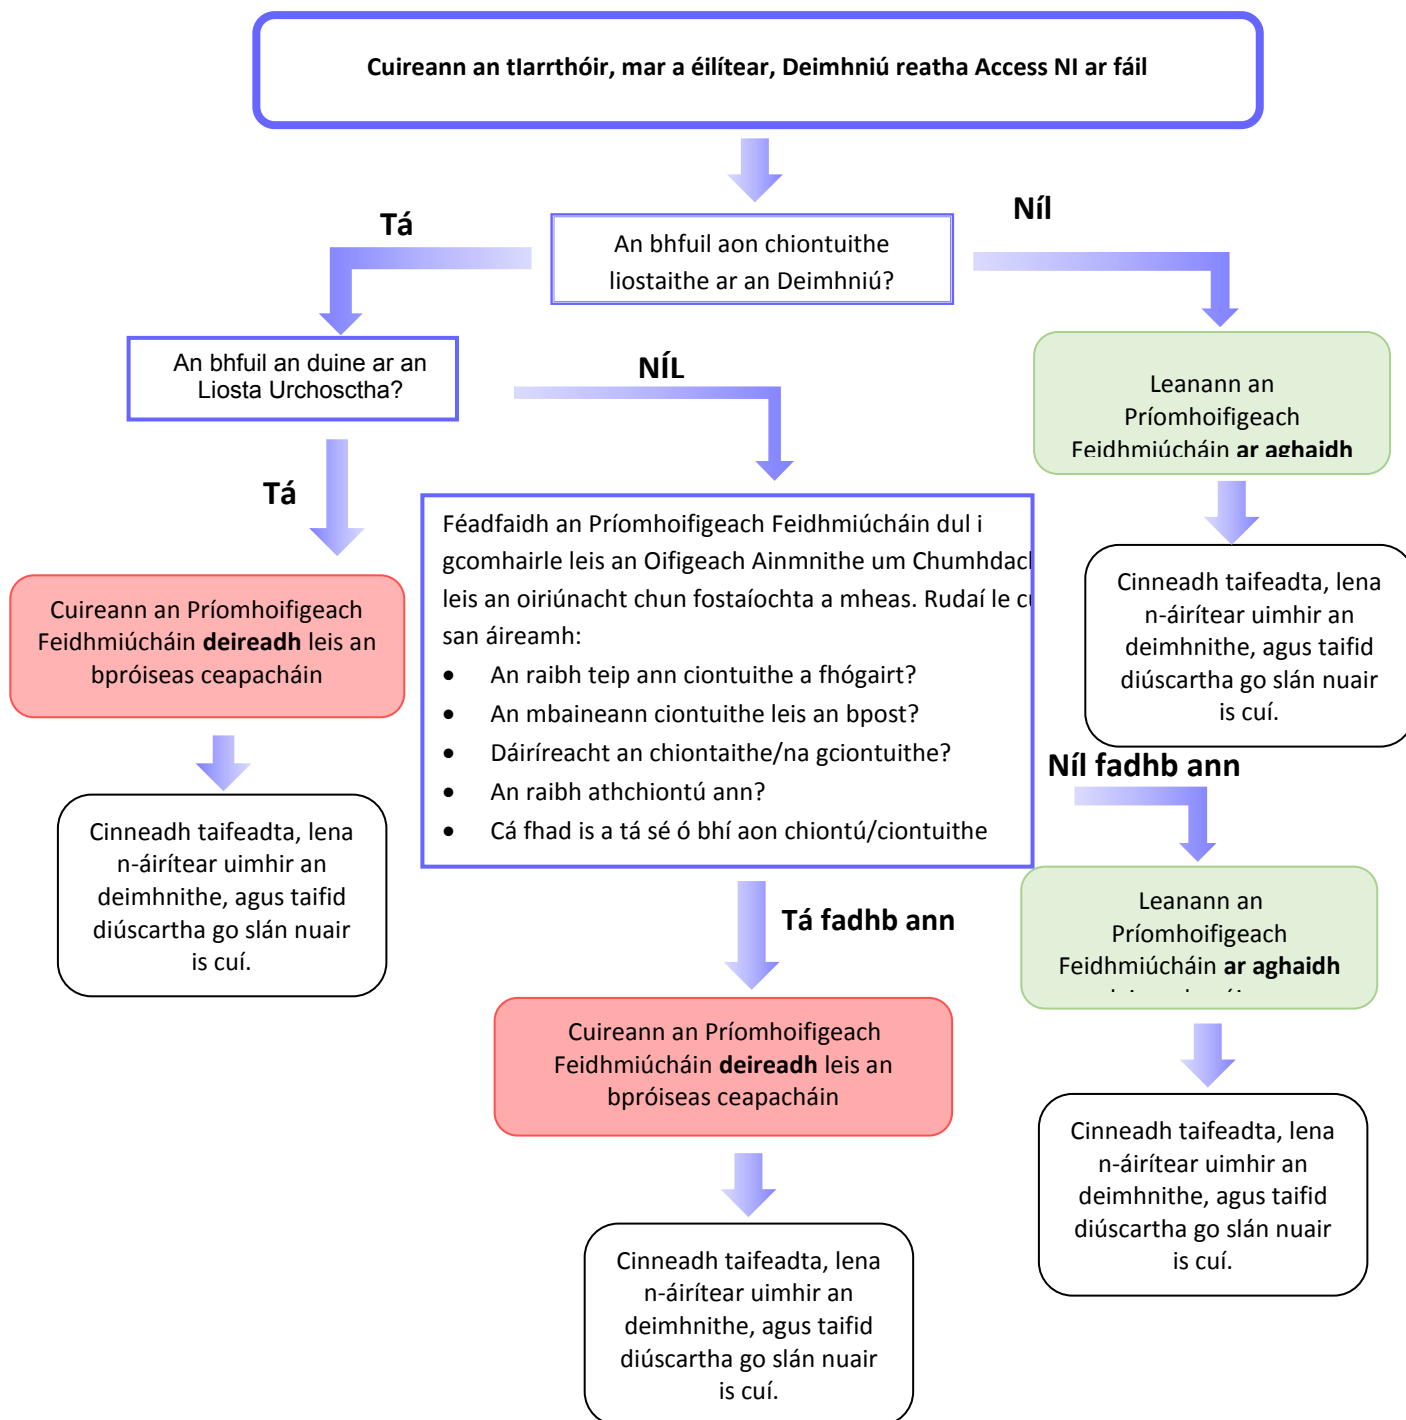 Cuireann an tIarrthóir, mar a éilítear, Deimhniú reatha Access NI ar fáil
Tá
Níl
An bhfuil aon chiontuithe
liostaithe ar an Deimhniú?
An bhfuil an duine ar an
Liosta Urchosctha?
NÍL
Leanann an
Príomhoifigeach
Feidhmiúcháin ar aghaidh
Tá
Féadfaidh an Príomhoifigeach Feidhmiúcháin dul i
gcomhairle leis an Oifigeach Ainmnithe um
leis an oiriúnacht chun fostaíochta a mheas. Rudaí le
san áireamh:
• An raibh teip ann ciontuithe a fhógairt?
• An mbaineann ciontuithe leis an bpost?
• Dáiríreacht an chiontaithe/na gciontuithe?
• An raibh athchiontú ann?
• Cá fhad is a tá sé ó bhí aon chiontú/ciontuithe
Cinneadh taifeadta, lena
n-áirítear uimhir an
deimhnithe, agus taifid
diúscartha go slán nuair
is cuí.
Cuireann an Príomhoifigeach
Feidhmiúcháin deireadh leis an
bpróiseas ceapacháin
Níl fadhb ann
Cinneadh taifeadta, lena
n-áirítear uimhir an
deimhnithe, agus taifid
diúscartha go slán nuair
is cuí.
Tá fadhb ann
Leanann an
Príomhoifigeach
Feidhmiúcháin ar aghaidh
Cuireann an Príomhoifigeach
Feidhmiúcháin deireadh leis an
bpróiseas ceapacháin
Cinneadh taifeadta, lena
n-áirítear uimhir an
deimhnithe, agus taifid
diúscartha go slán nuair
is cuí.
Cinneadh taifeadta, lena
n-áirítear uimhir an
deimhnithe, agus taifid
diúscartha go slán nuair
is cuí.